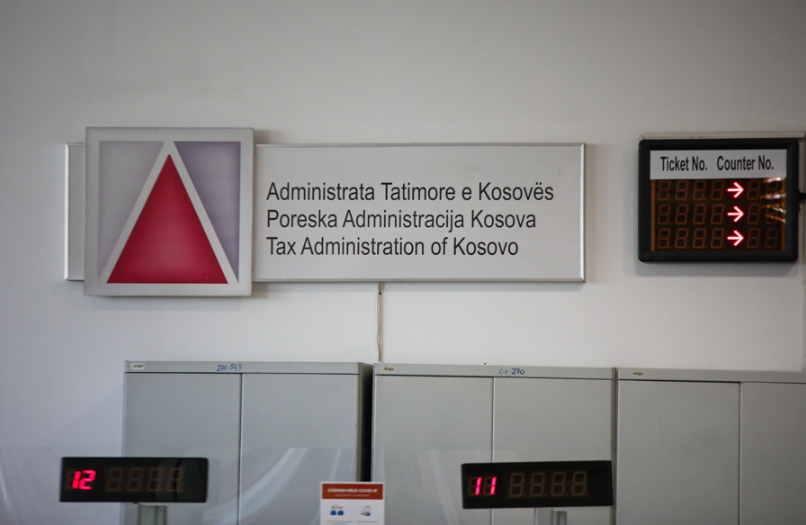 Administrata Tatimore e Kosovës
Poreska Administracija Kosova
Tax Administration of Kosovo
Ticket No. Counter No.
12
11